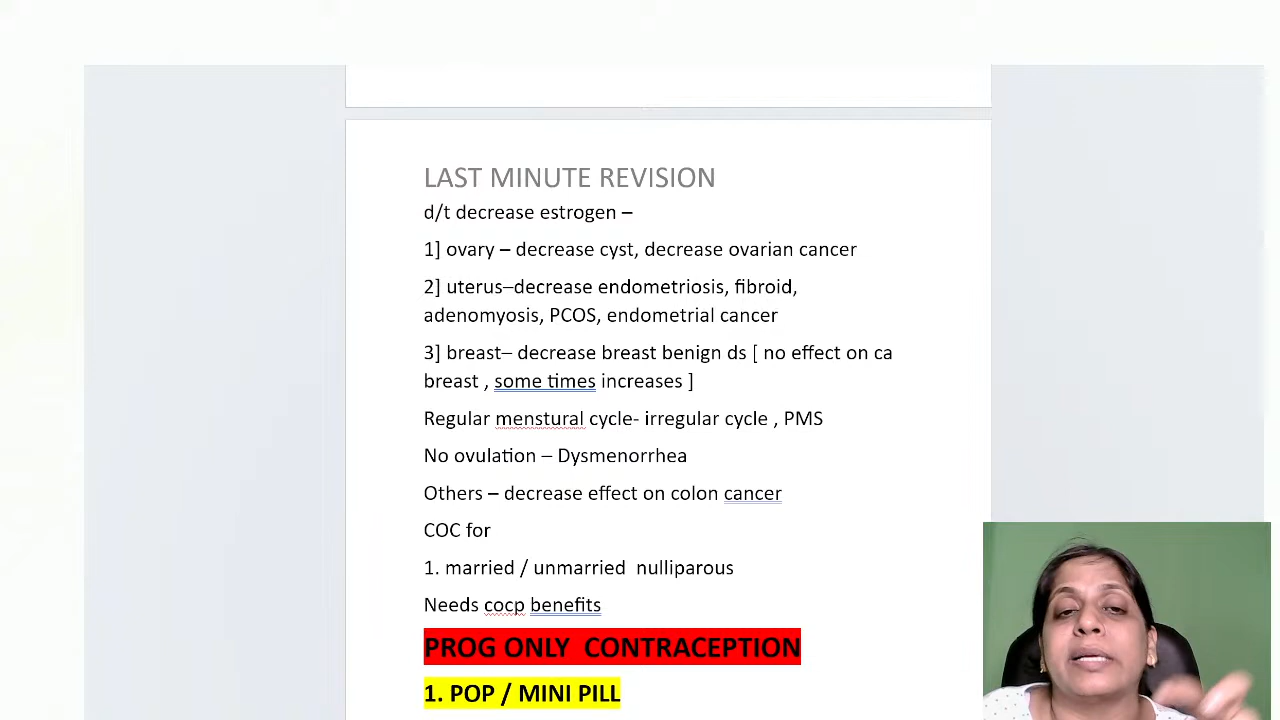 LAST MINUTE REVISION
d/t decrease estrogen –
1] ovary – decrease cyst, decrease ovarian cancer
2] uterus–decrease endometriosis, fibroid,
adenomyosis, PCOS, endometrial cancer
3] breast– decrease breast benign ds [ no effect on ca
breast , some times increases ]
Regular menstural cycle- irregular cycle , PMS
No ovulation – Dysmenorrhea
Others – decrease effect on colon cancer
COC for
1. married / unmarried  nulliparous
Needs cocp benefits
PROG ONLY  CONTRACEPTION
1. POP / MINI PILL